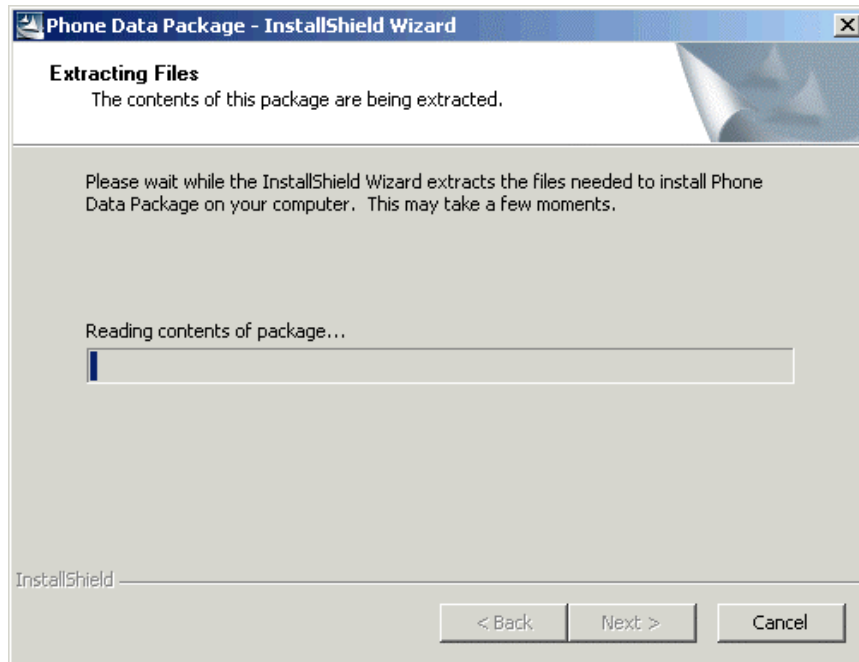 Phone Data Package - InstallShield Wizard
Extracting Files
The contents of this package are being extracted.
Please wait while the InstallShield Wizard extracts the files needed to install Phone
Data Package on your computer.  This may take a few moments.
Reading contents of package...
InstallShield
< Back
Next >
Cancel